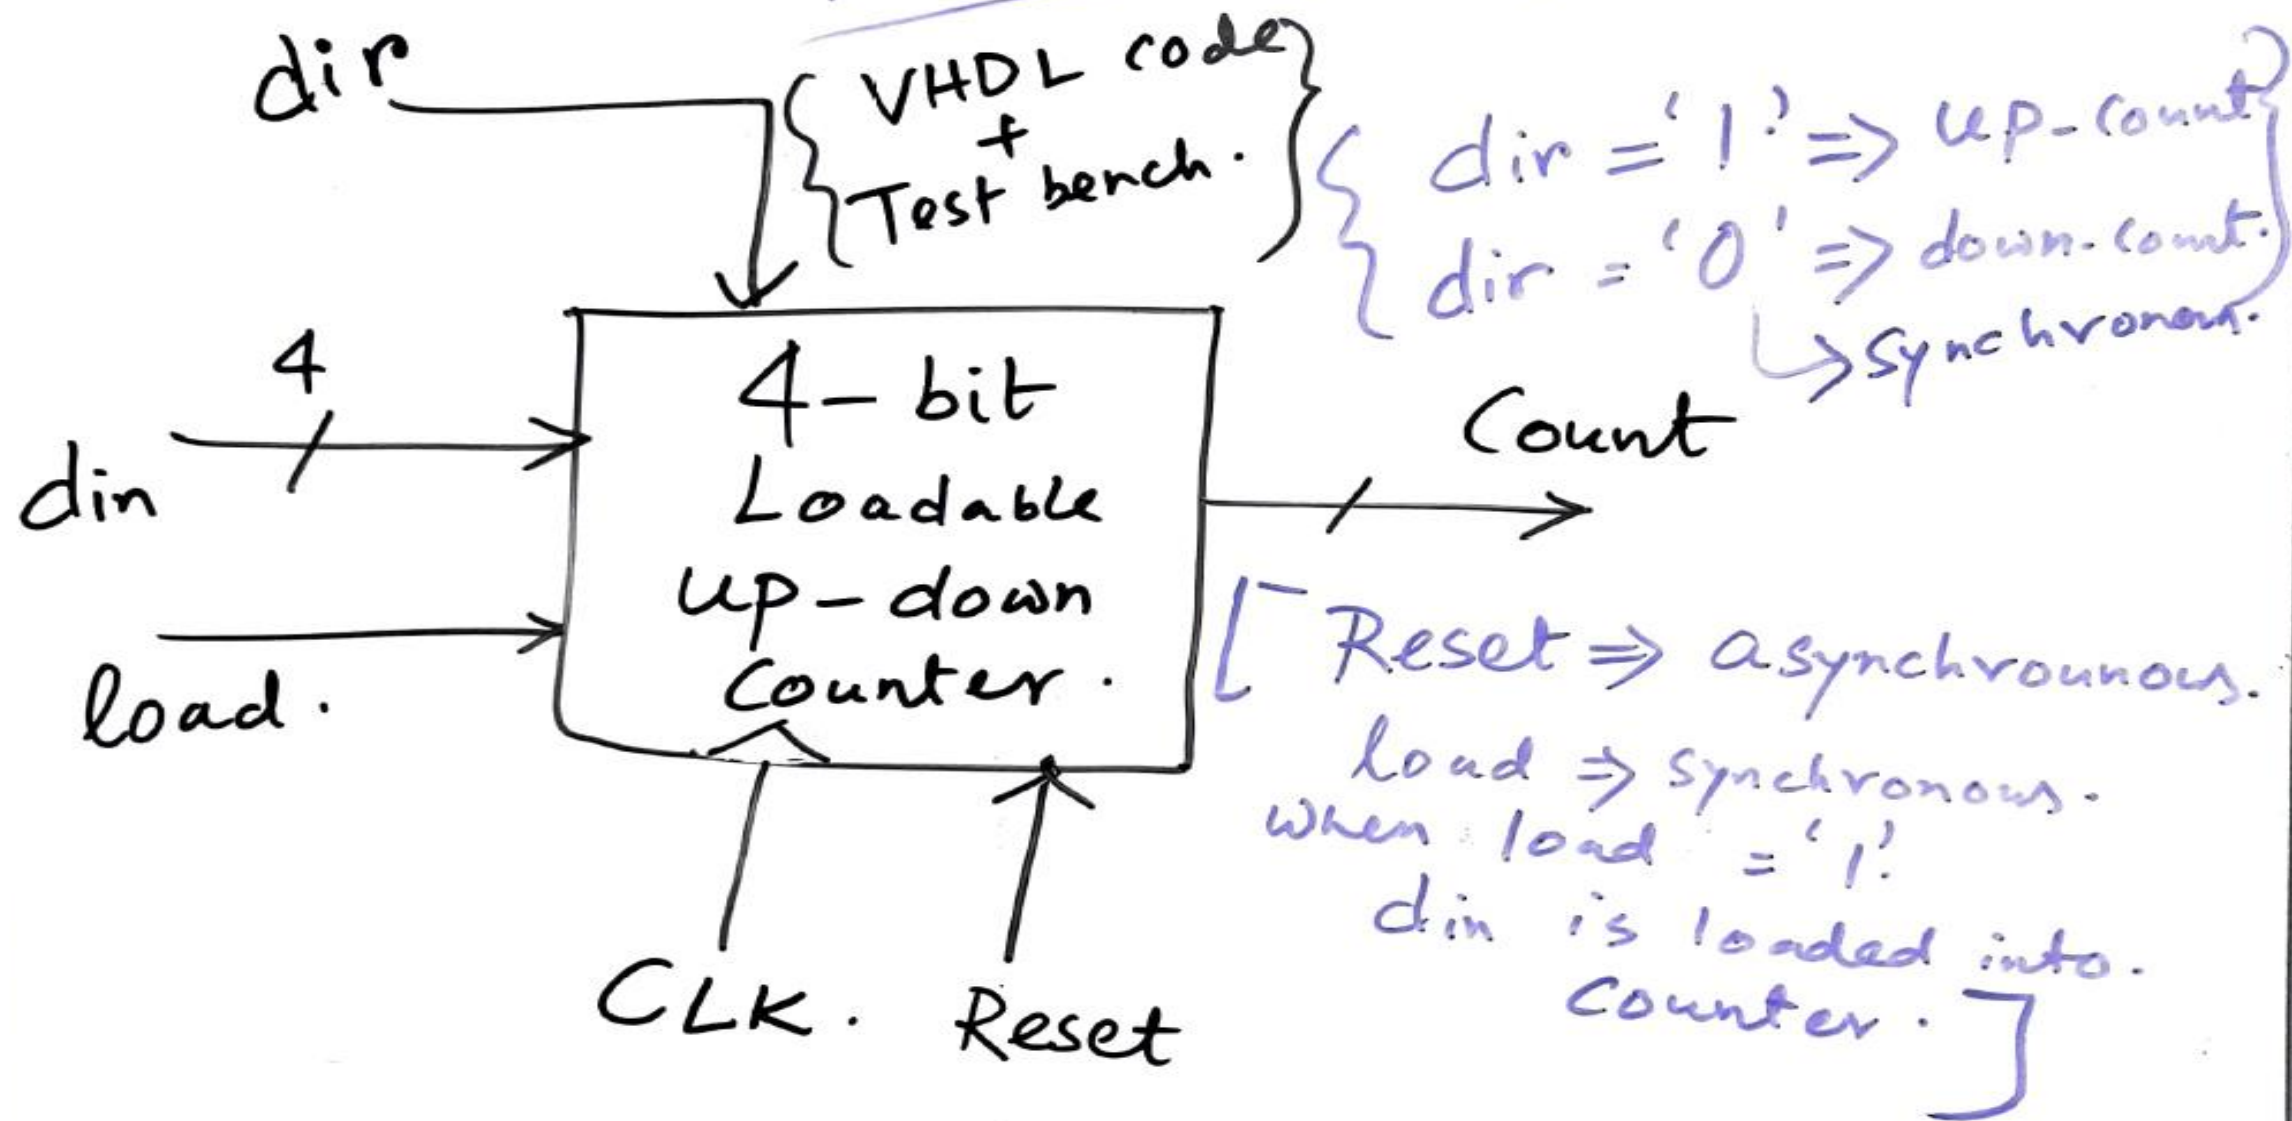 dir
{ VHDL code
+
Test bench. }
{ dir = '1' => up-count
dir = '0' => down-count. }
↳ synchronous.
4
din
load.
4-bit
Loadable
up-down
Counter.
Count
CLK.
Reset
[ Reset => asynchrounous.
load => synchronous.
when load = '1'
din is loaded into.
Counter. ]